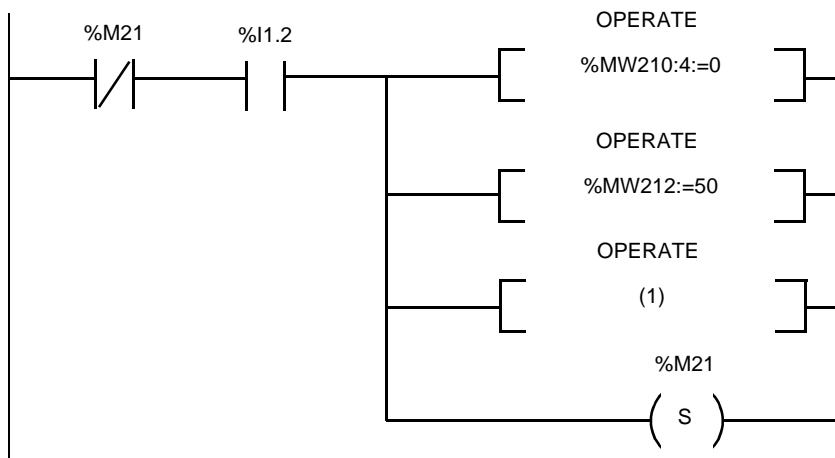 %M21
%I1.2
OPERATE
%MW210:4:=0
OPERATE
%MW212:=50
OPERATE
(1)
%M21
S